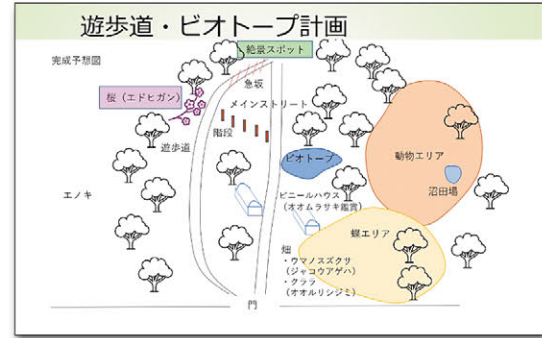 遊歩道・ビオトープ計画
完成予想図
絶景スポット
急坂
桜（エドヒガン）
メインストリート
階段
遊歩道
ビオトープ
動物エリア
沼田場
エノキ
ビニールハウス
（オオムラサキ鑑賞）
蝶エリア
畑
・ウマノスズクサ
（ジャコウアゲハ）
・クララ
（オオルリシジミ）
門